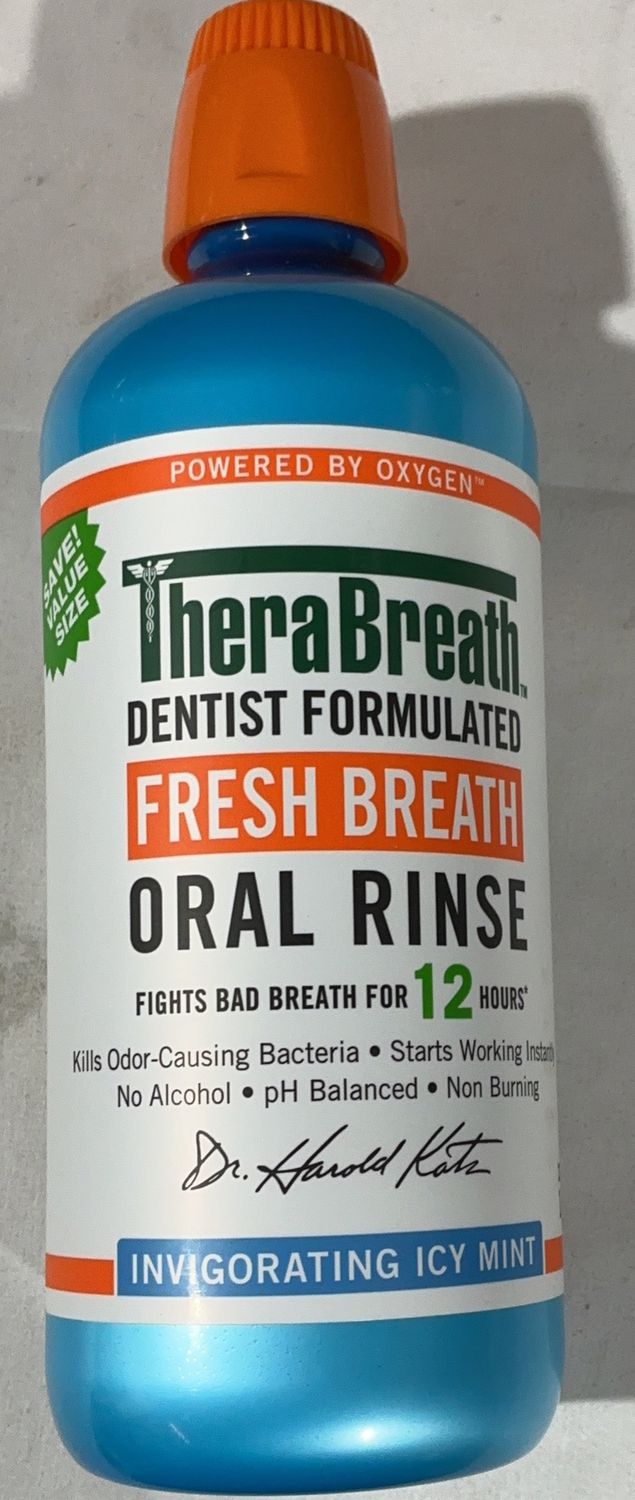 POWERED BY OXYGEN™
SAVE!
VALUE
SIZE
TheraBreath™
DENTIST FORMULATED
FRESH BREATH
ORAL RINSE
FIGHTS BAD BREATH FOR 12 HOURS*
Kills Odor-Causing Bacteria • Starts Working Instantly
No Alcohol • pH Balanced • Non Burning
Dr. Harold Katz
INVIGORATING ICY MINT